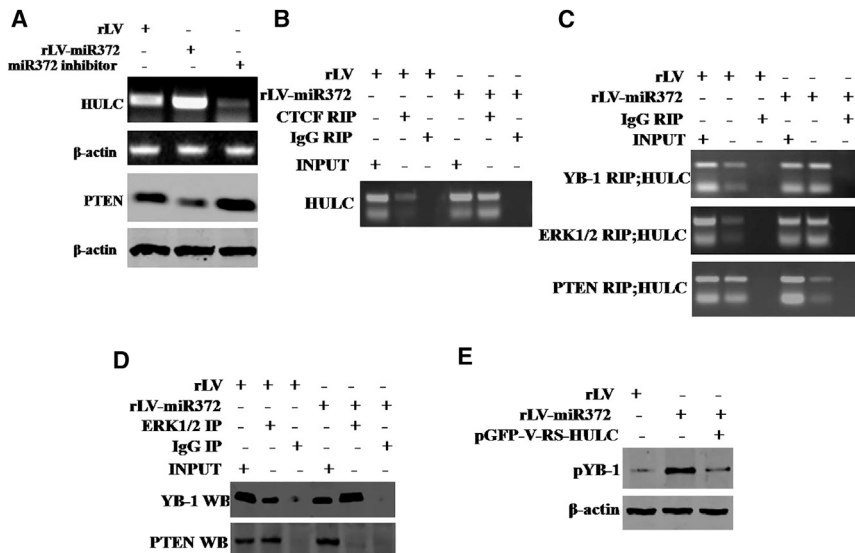 A
rLV + - -
rLV-miR372 - + -
miR372 inhibitor - - +
HULC
β-actin
PTEN
β-actin
B
rLV + + + - - -
rLV-miR372 - - - + + +
CTCF RIP - + - - + -
IgG RIP - - + - - +
INPUT + - - + - -
HULC
C
rLV + + + - - -
rLV-miR372 - - - + + +
IgG RIP - - + - - +
INPUT + - - + - -
YB-1 RIP;HULC
ERK1/2 RIP;HULC
PTEN RIP;HULC
D
rLV + + + - - -
rLV-miR372 - - - + + +
ERK1/2 IP - + - - + -
IgG IP - - + - - +
INPUT + - - + - -
YB-1 WB
PTEN WB
E
rLV + - -
rLV-miR372 - + +
pGFP-V-RS-HULC - - +
pYB-1
β-actin